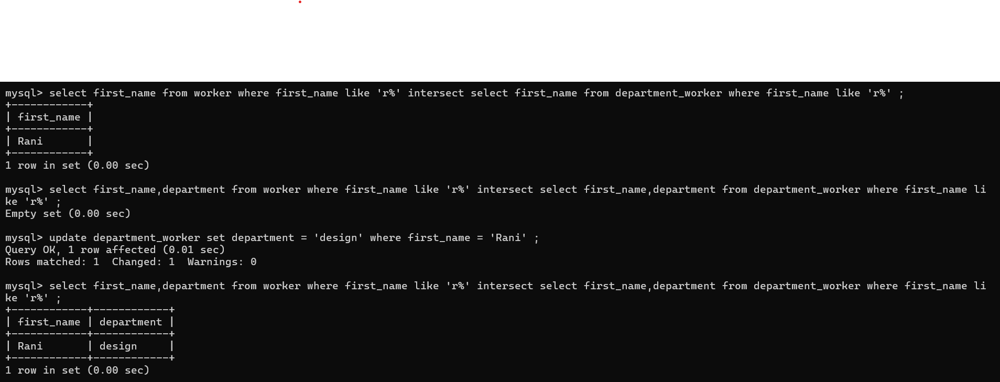 mysql> select first_name from worker where first_name like 'r%' intersect select first_name from department_worker where first_name like 'r%' ;
+------------+
| first_name |
+------------+
| Rani       |
+------------+
1 row in set (0.00 sec)

mysql> select first_name,department from worker where first_name like 'r%' intersect select first_name,department from department_worker where first_name li
ke 'r%' ;
Empty set (0.00 sec)

mysql> update department_worker set department = 'design' where first_name = 'Rani' ;
Query OK, 1 row affected (0.01 sec)
Rows matched: 1  Changed: 1  Warnings: 0

mysql> select first_name,department from worker where first_name like 'r%' intersect select first_name,department from department_worker where first_name li
ke 'r%' ;
+------------+------------+
| first_name | department |
+------------+------------+
| Rani       | design     |
+------------+------------+
1 row in set (0.00 sec)